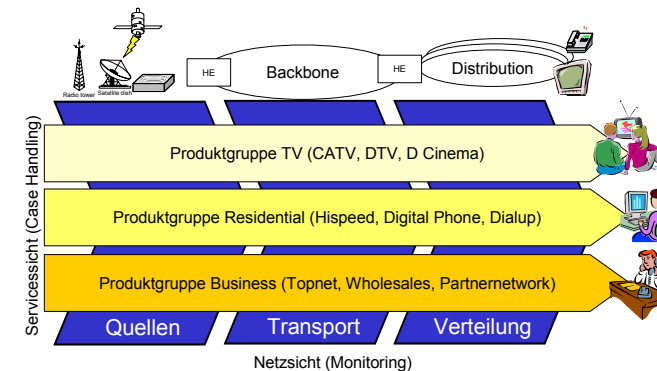 HE
Backbone
HE
Distribution
Radio tower
Satellite dish
Servicessicht (Case Handling)
Produktgruppe TV (CATV, DTV, D Cinema)
Produktgruppe Residential (Hispeed, Digital Phone, Dialup)
Produktgruppe Business (Topnet, Wholesales, Partnernetwork)
Quellen
Transport
Verteilung
Netzsicht (Monitoring)